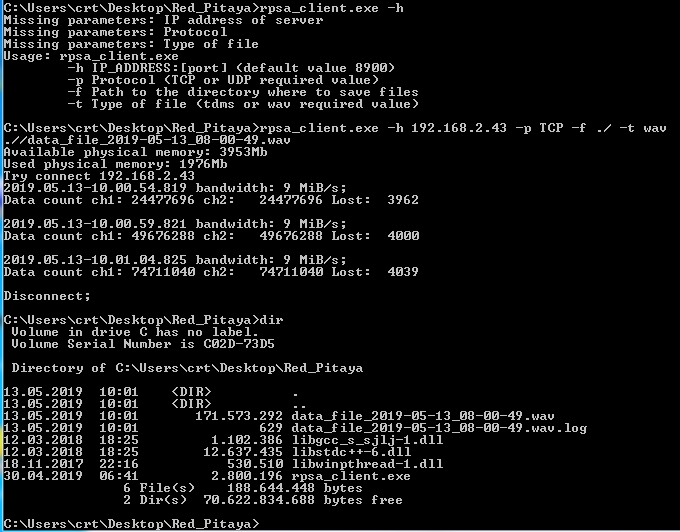 C:\Users\crt\Desktop\Red_Pitaya>rpsa_client.exe -h
Missing parameters: IP address of server
Missing parameters: Protocol
Missing parameters: Type of file
Usage: rpsa_client.exe
-h IP_ADDRESS:[port] (default value 8900)
-p Protocol (TCP or UDP required value)
-f Path to the directory where to save files
-t Type of file (tdms or wav required value)
C:\Users\crt\Desktop\Red_Pitaya>rpsa_client.exe -h 192.168.2.43 -p TCP -f ./ -t wav
.//data_file_2019-05-13_08-00-49.wav
Available physical memory: 3953Mb
Used physical memory: 1976Mb
Try connect 192.168.2.43
2019.05.13-10.00.54.819 bandwidth: 9 MiB/s;
Data count ch1: 24477696 ch2:   24477696 Lost:  3962
2019.05.13-10.00.59.821 bandwidth: 9 MiB/s;
Data count ch1: 49676288 ch2:   49676288 Lost:  4000
2019.05.13-10.01.04.825 bandwidth: 9 MiB/s;
Data count ch1: 74711040 ch2:   74711040 Lost:  4039
Disconnect;
C:\Users\crt\Desktop\Red_Pitaya>dir
Volume in drive C has no label.
Volume Serial Number is C02D-73D5
Directory of C:\Users\crt\Desktop\Red_Pitaya
13.05.2019  10:01    <DIR>          .
13.05.2019  10:01    <DIR>          ..
13.05.2019  10:01       171.573.292 data_file_2019-05-13_08-00-49.wav
13.05.2019  10:01               629 data_file_2019-05-13_08-00-49.wav.log
12.03.2018  18:25         1.102.386 libgcc_s_sjlj-1.dll
12.03.2018  18:25        12.637.435 libstdc++-6.dll
18.11.2017  22:16           530.510 libwinpthread-1.dll
30.04.2019  06:41         2.800.196 rpsa_client.exe
6 File(s)    188.644.448 bytes
2 Dir(s)  70.622.834.688 bytes free
C:\Users\crt\Desktop\Red_Pitaya>